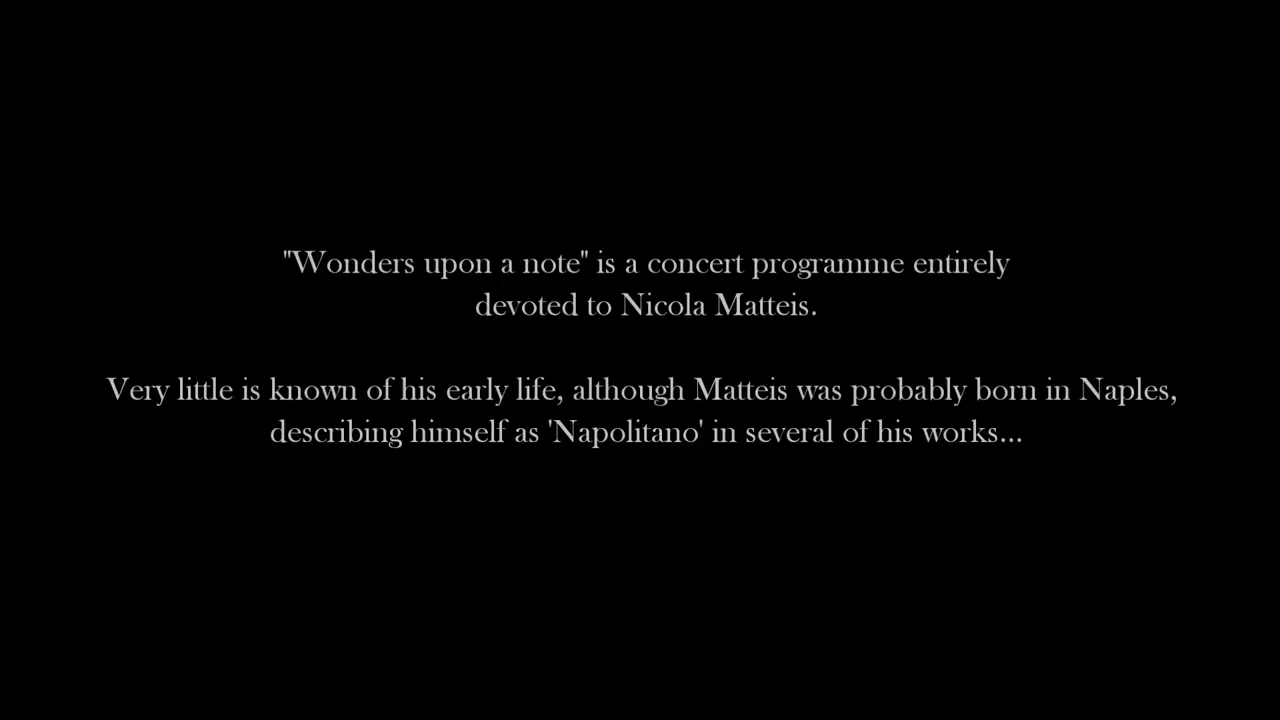 "Wonders upon a note" is a concert programme entirely
devoted to Nicola Matteis.
Very little is known of his early life, although Matteis was probably born in Naples,
describing himself as 'Napolitano' in several of his works...